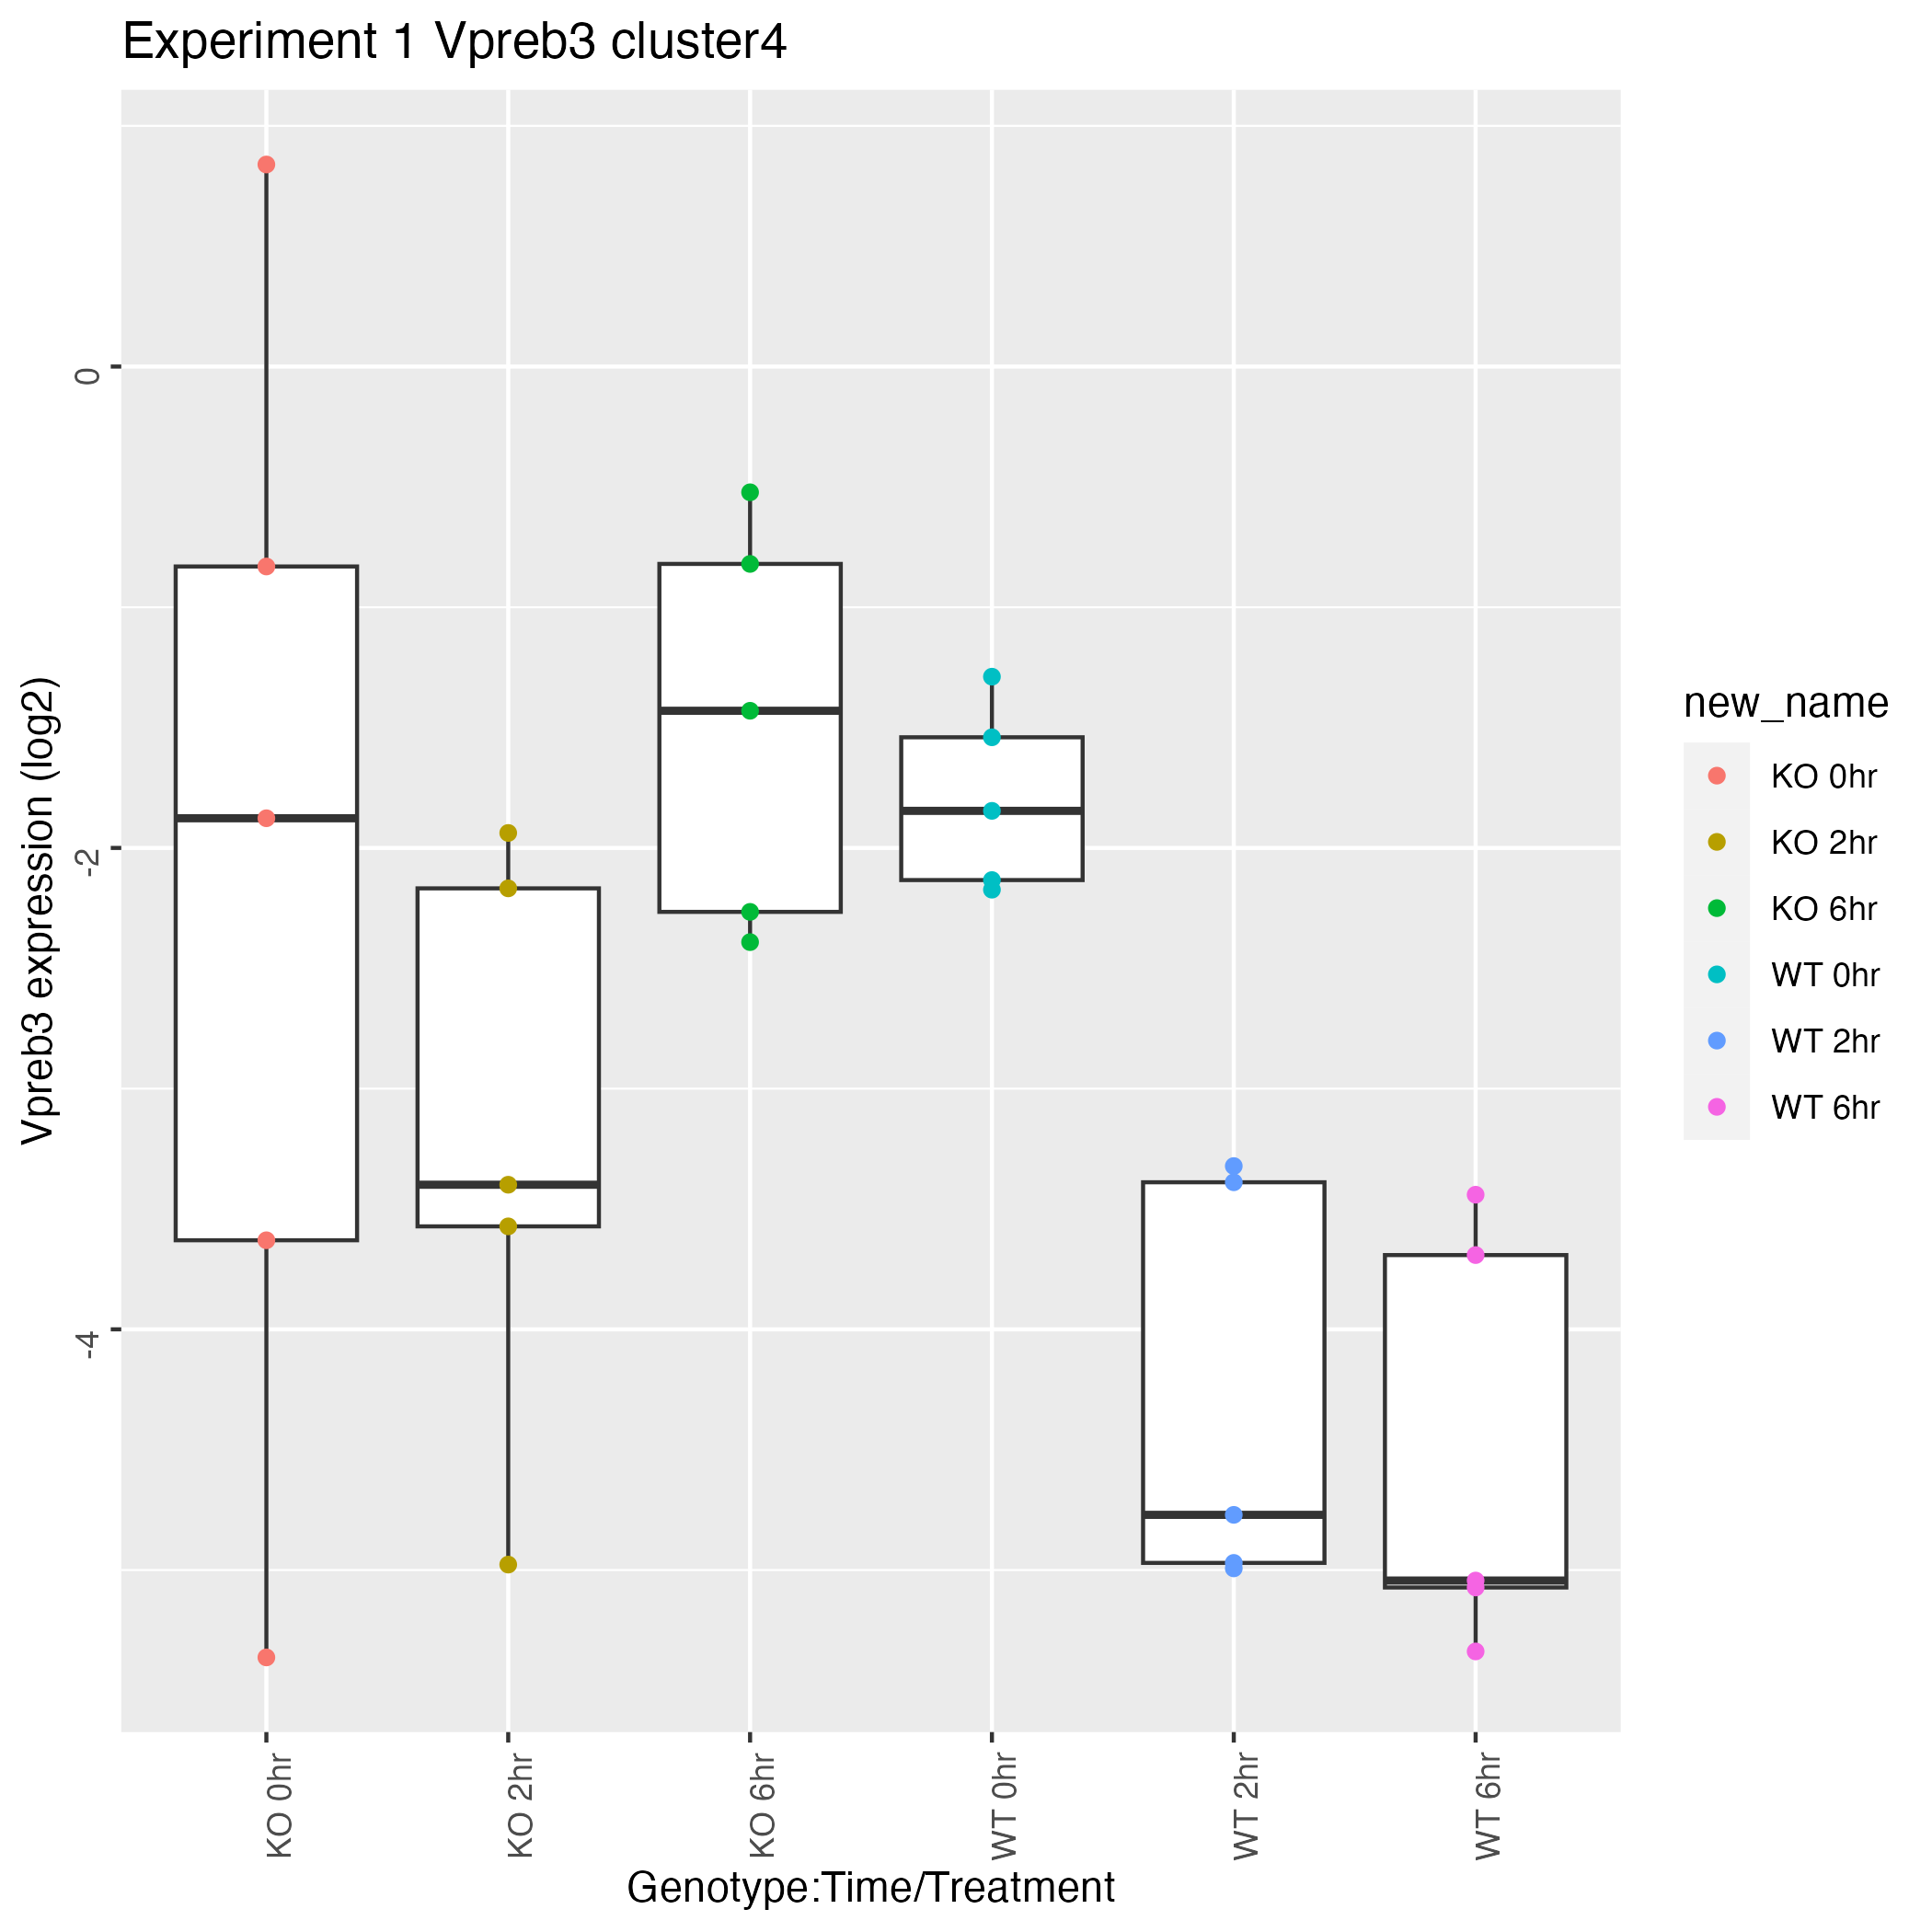 Experiment 1 Vpreb3 cluster4
Vpreb3 expression (log2)
0
-2
-4
KO 0hr
KO 2hr
KO 6hr
WT 0hr
WT 2hr
WT 6hr
Genotype:Time/Treatment
new_name
KO 0hr
KO 2hr
KO 6hr
WT 0hr
WT 2hr
WT 6hr